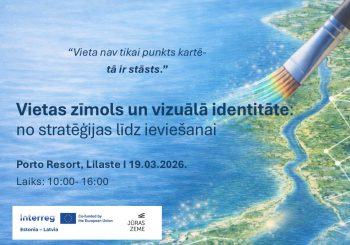 “Vieta nav tikai punkts kartē-
tā ir stāsts.”
Vietas zīmols un vizuālā identitāte:
no stratēģijas līdz ieviešanai
Porto Resort, Lilaste I 19.03.2026.
Laiks: 10:00- 16:00
Interreg
Co-funded by
the European Union
Estonia – Latvia
JŪRAS
ZEME